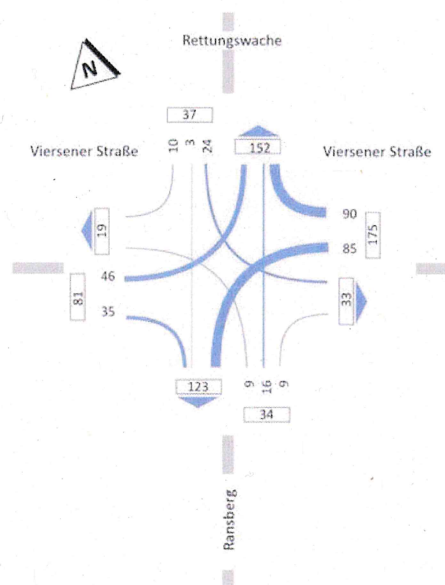 N
Rettungswache
37
10 3 24
152
Viersener Straße
Viersener Straße
19
90
175
85
46
81
35
33
123
9 16 9
34
Ransberg